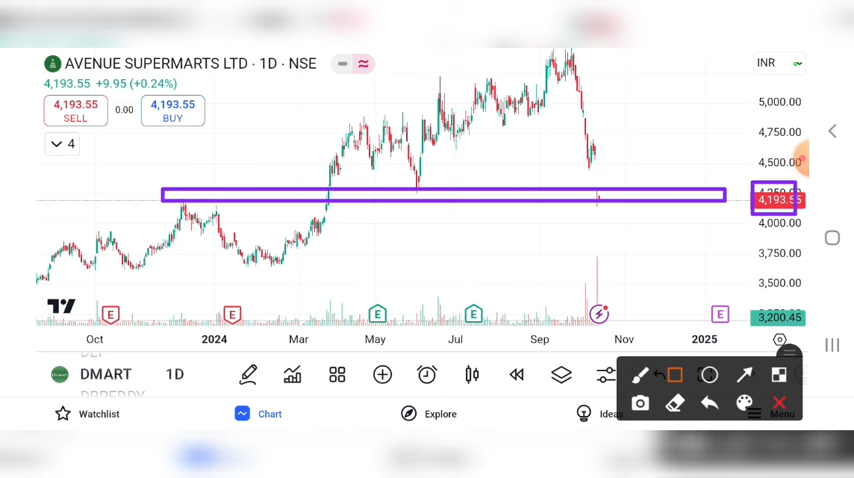 AVENUE SUPERMARTS LTD · 1D · NSE
INR
4,193.55 +9.95 (+0.24%)
4,193.55
SELL
0.00
4,193.55
BUY
4
5,000.00
4,750.00
4,500.00
4,193.55
4,000.00
3,750.00
3,500.00
3,200.45
E
E
E
E
E
Oct
2024
Mar
May
Jul
Sep
Nov
2025
DMART
1D
Watchlist
Chart
Explore
Ideas
Menu